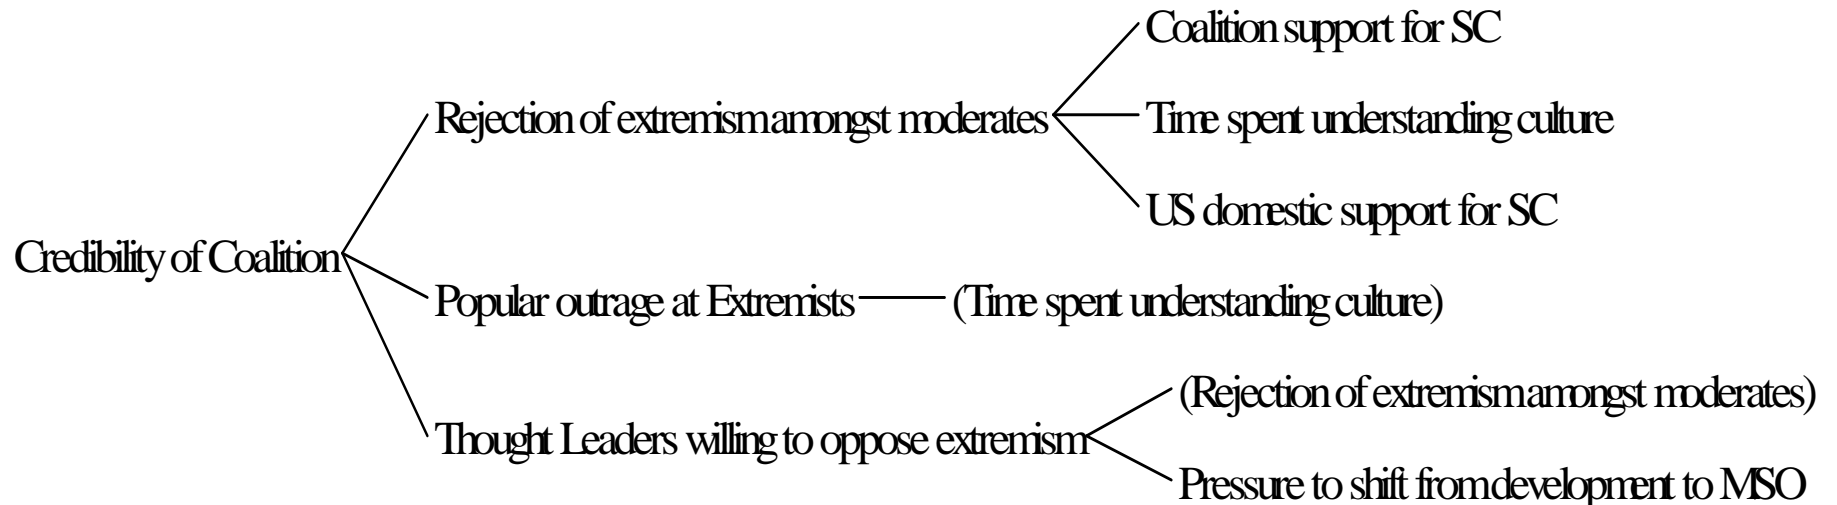 Coalition support for SC
Rejection of extremism amongst moderates
Time spent understanding culture
US domestic support for SC
Credibility of Coalition
Popular outrage at Extremists
(Time spent understanding culture)
(Rejection of extremism amongst moderates)
Thought Leaders willing to oppose extremism
Pressure to shift from development to MSO